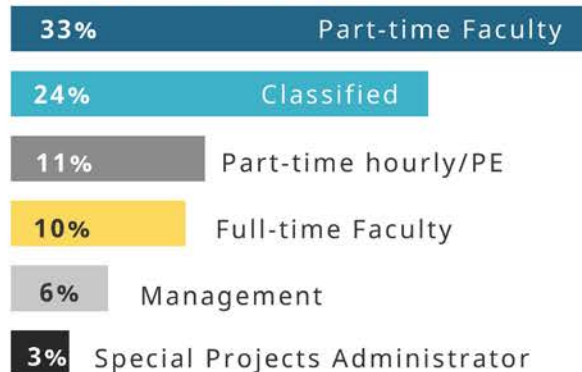 33% Part-time Faculty
24% Classified
11% Part-time hourly/PE
10% Full-time Faculty
6% Management
3% Special Projects Administrator